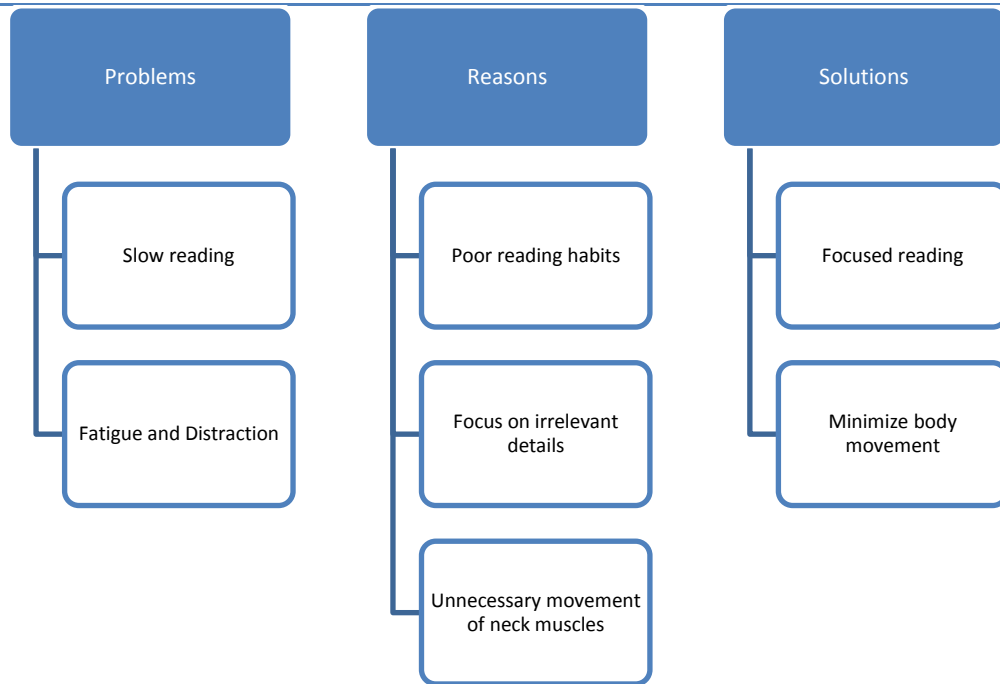 Problems
Slow reading
Fatigue and Distraction
Reasons
Poor reading habits
Focus on irrelevant
details
Unnecessary movement
of neck muscles
Solutions
Focused reading
Minimize body
movement